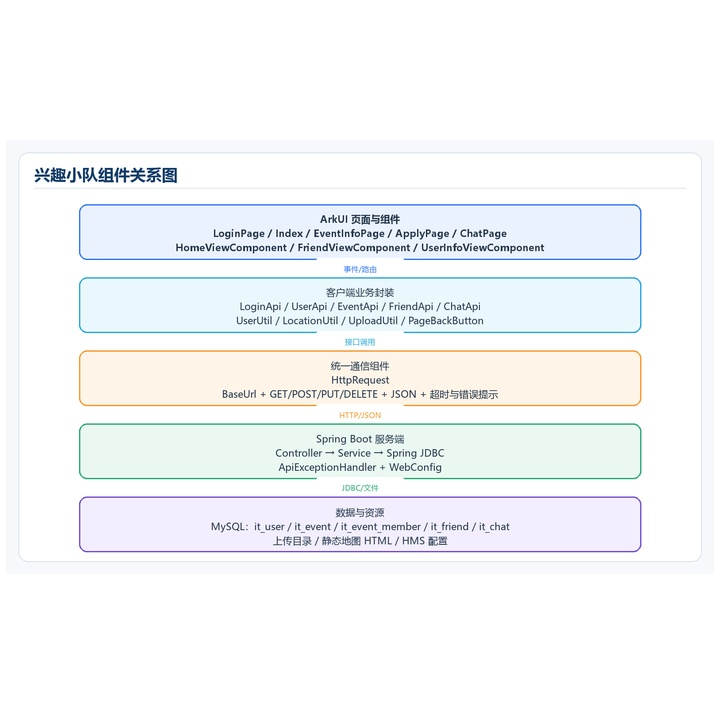 兴趣小队组件关系图
ArkUI 页面与组件
LoginPage / Index / EventInfoPage / ApplyPage / ChatPage
HomeViewComponent / FriendViewComponent / UserInfoViewComponent
事件/路由
客户端业务封装
LoginApi / UserApi / EventApi / FriendApi / ChatApi
UserUtil / LocationUtil / UploadUtil / PageBackButton
接口调用
统一通信组件
HttpRequest
BaseUrl + GET/POST/PUT/DELETE + JSON + 超时与错误提示
HTTP/JSON
Spring Boot 服务端
Controller → Service → Spring JDBC
ApiExceptionHandler + WebConfig
JDBC/文件
数据与资源
MySQL：it_user / it_event / it_event_member / it_friend / it_chat
上传目录 / 静态地图 HTML / HMS 配置